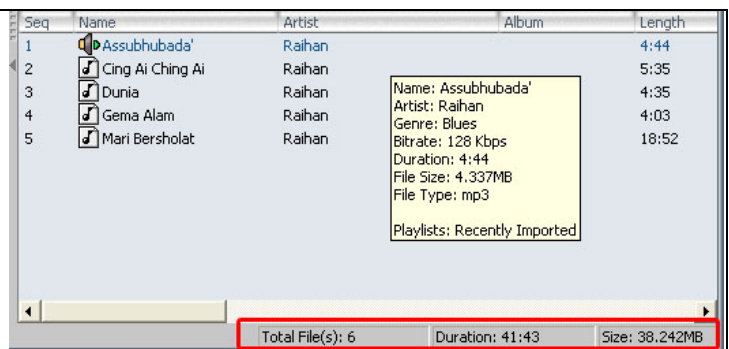 Seq Name Artist Album Length
1 Assubhubada' Raihan 4:44
2 Cing Ai Ching Ai Raihan 5:35
3 Dunia Raihan 4:35
4 Gema Alam Raihan 4:03
5 Mari Bersholat Raihan 18:52
Name: Assubhubada'
Artist: Raihan
Genre: Blues
Bitrate: 128 Kbps
Duration: 4:44
File Size: 4.337MB
File Type: mp3
Playlists: Recently Imported
Total File(s): 6 Duration: 41:43 Size: 38.242MB